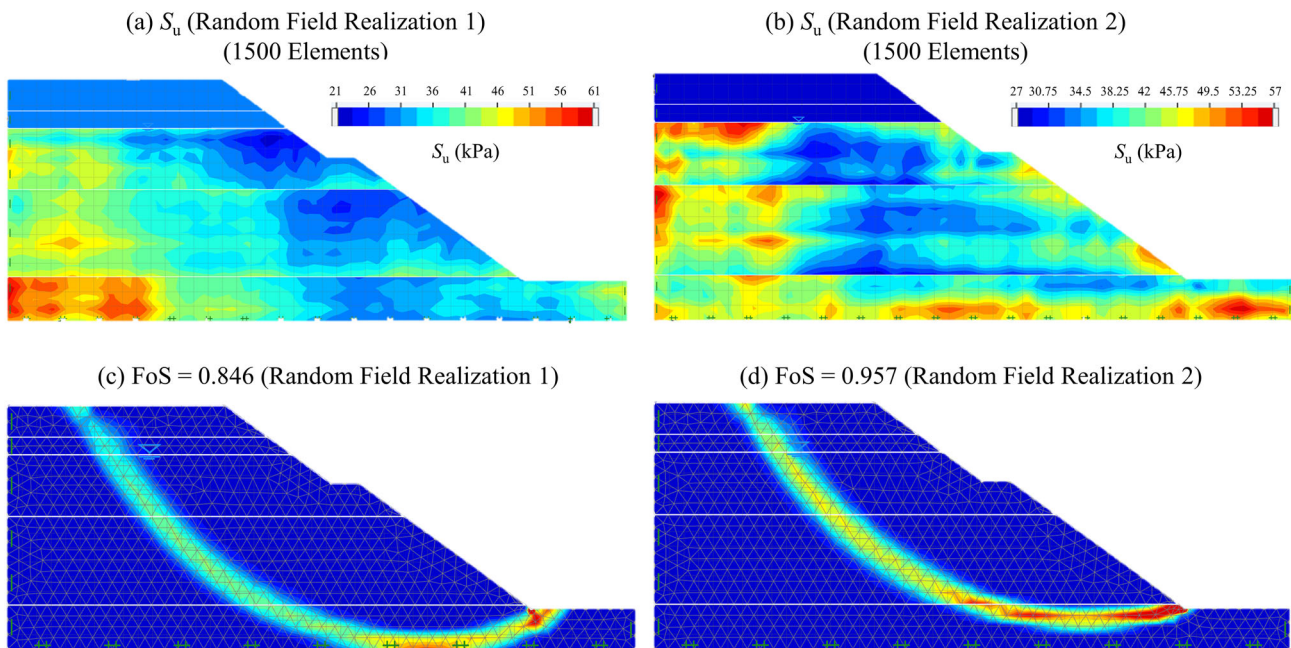 (a) Su (Random Field Realization 1)
(1500 Elements)
21 26 31 36 41 46 51 56 61
Su (kPa)
(b) Su (Random Field Realization 2)
(1500 Elements)
27 30.75 34.5 38.25 42 45.75 49.5 53.25 57
Su (kPa)
(c) FoS = 0.846 (Random Field Realization 1)
(d) FoS = 0.957 (Random Field Realization 2)